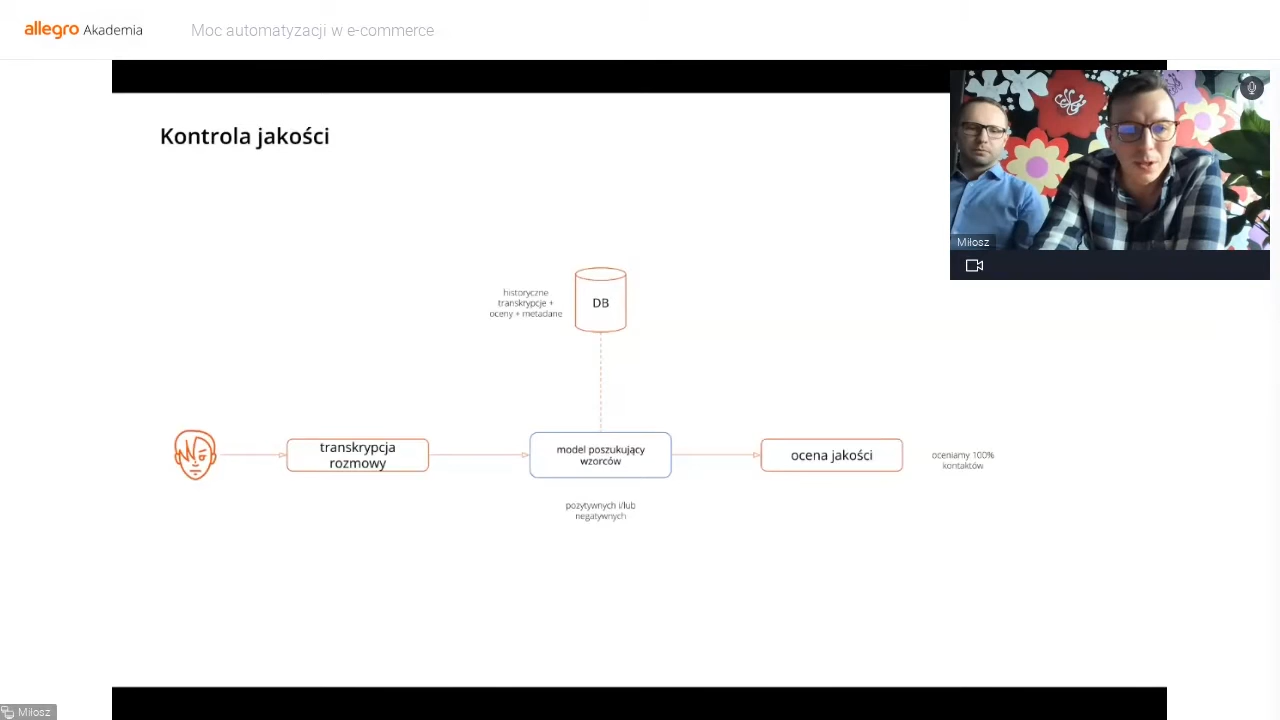 allegro Akademia
Moc automatyzacji w e-commerce
Kontrola jakości
Miłosz
historyczne
transkrypcje +
oceny + metadane
DB
transkrypcja
rozmowy
model poszukujący
wzorców
ocena jakości
oceniamy 100%
kontaktów
pozytywnych i/lub
negatywnych
Miłosz